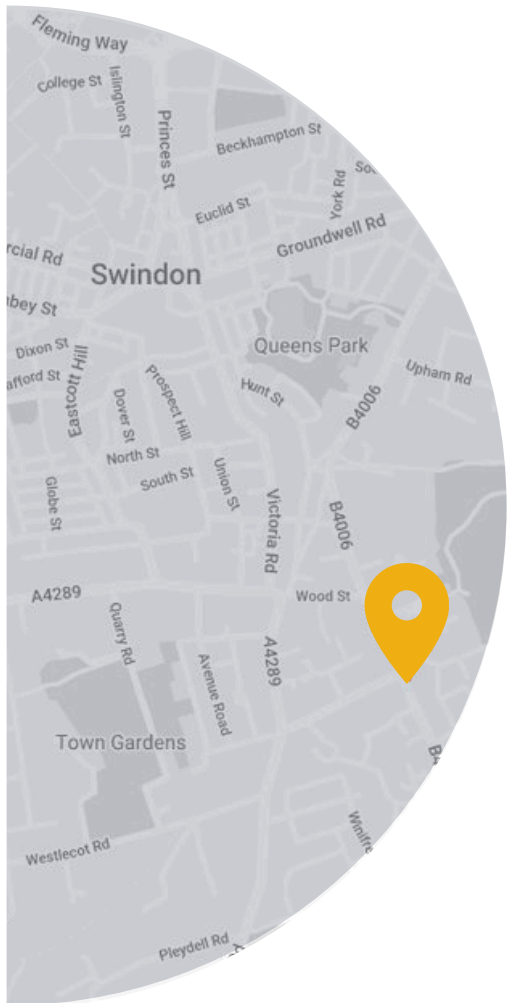 Fleming Way
College St
Islington St
Princes St
Beckhampton St
York Rd
Euclid St
Groundwell Rd
rcial Rd
Swindon
Dixon St
Queens Park
Upham Rd
afford St
Eastcott Hill
Prospect Hill
Hunt St
B4006
Dover St
North St
South St
Union St
Globe St
Victoria Rd
B4006
A4289
Wood St
Quarry Rd
A4289
Avenue Road
Town Gardens
Winifre
Westlecot Rd
Pleydell Rd